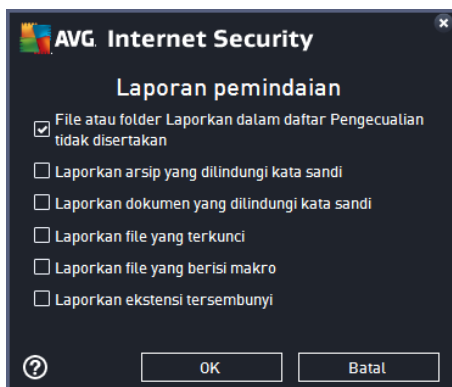 AVG. Internet Security
Laporan pemindaian
File atau folder Laporkan dalam daftar Pengecualian
tidak disertakan
Laporkan arsip yang dilindungi kata sandi
Laporkan dokumen yang dilindungi kata sandi
Laporkan file yang terkunci
Laporkan file yang berisi makro
Laporkan ekstensi tersembunyi
?
OK
Batal